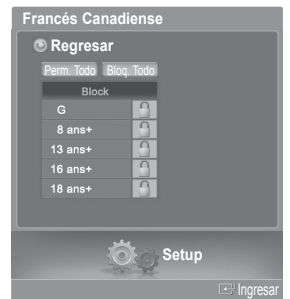 Francés Canadiense
Regresar
Perm. Todo Bloq. Todo
Block
G
8 ans+
13 ans+
16 ans+
18 ans+
Setup
Ingresar